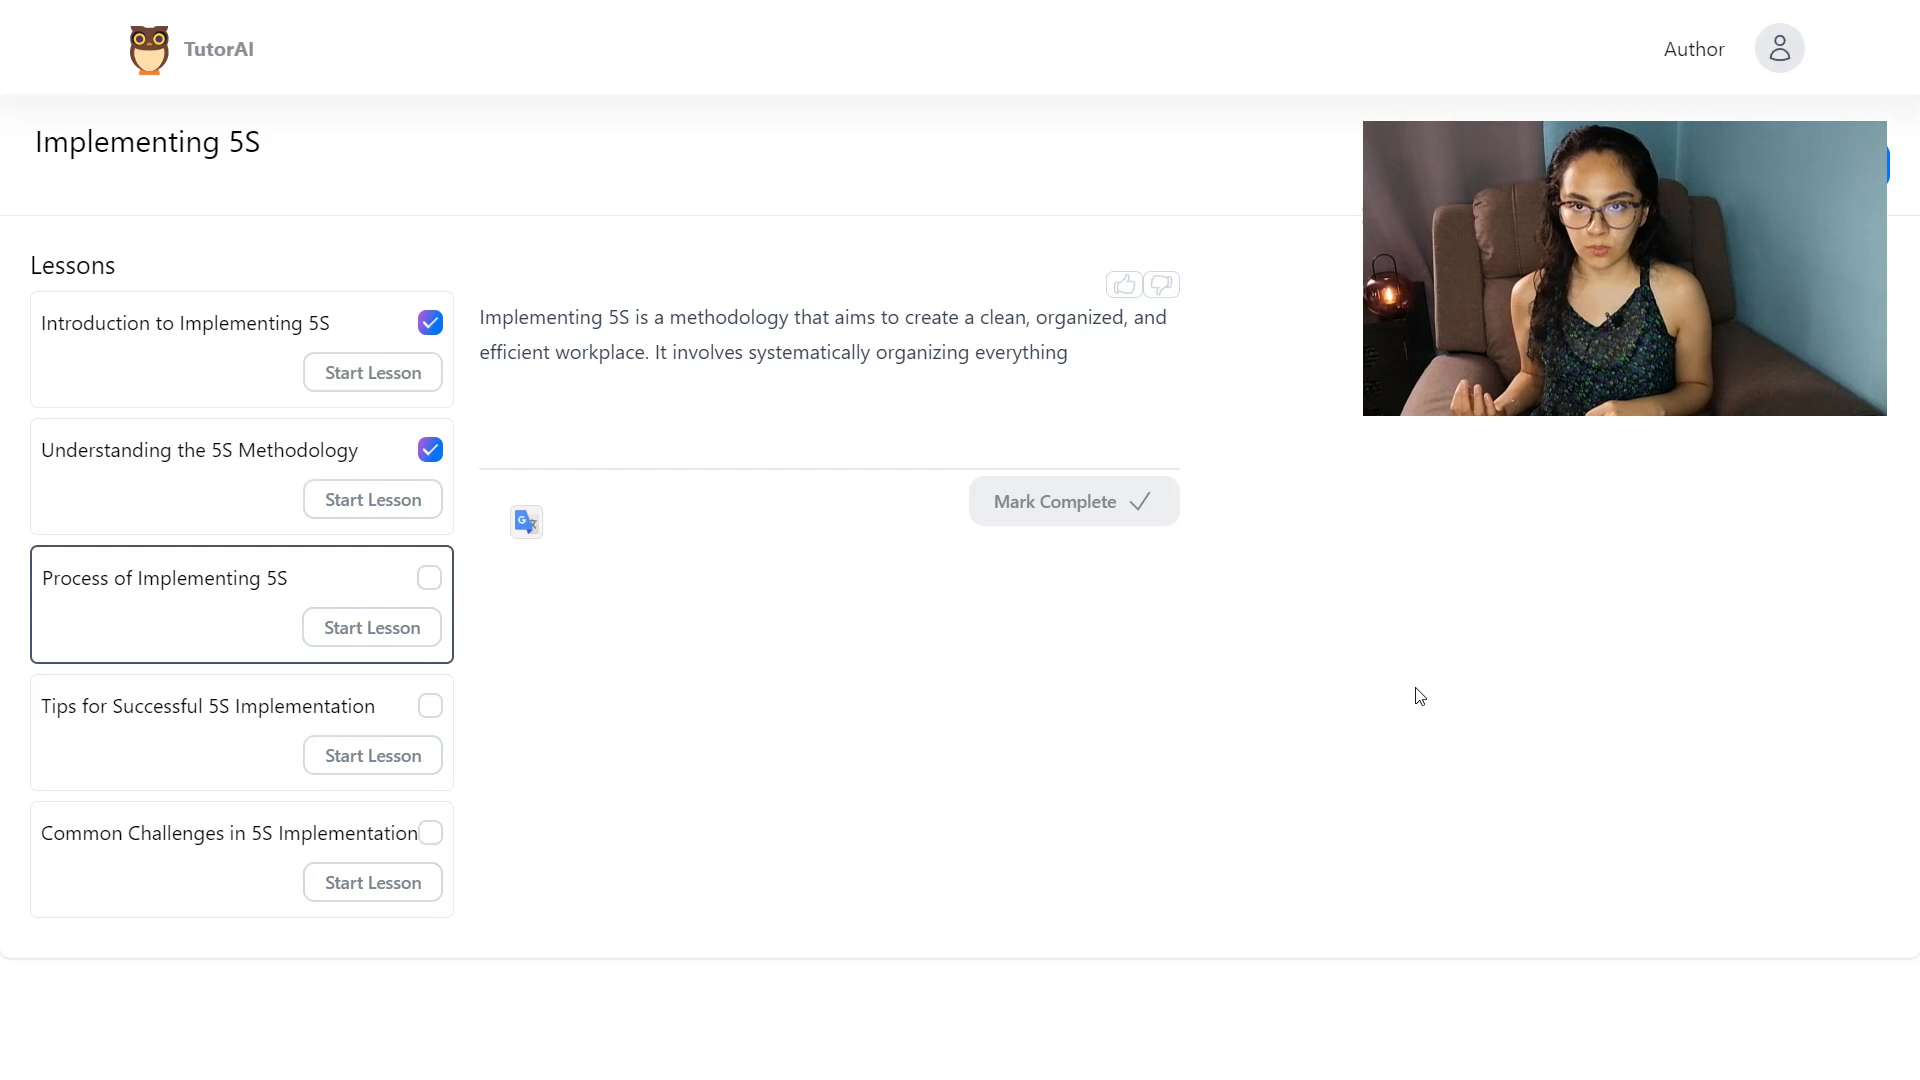 TutorAI
Author
Implementing 5S
Lessons
Introduction to Implementing 5S
Start Lesson
Understanding the 5S Methodology
Start Lesson
Process of Implementing 5S
Start Lesson
Tips for Successful 5S Implementation
Start Lesson
Common Challenges in 5S Implementation
Start Lesson
Implementing 5S is a methodology that aims to create a clean, organized, and
efficient workplace. It involves systematically organizing everything
Mark Complete
G 文